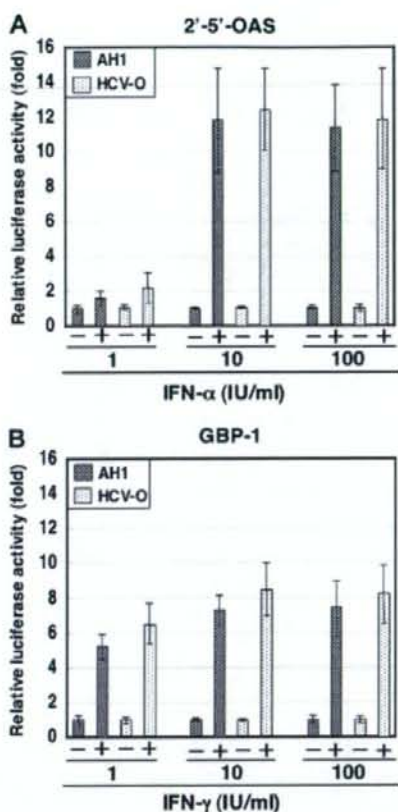 A
2'-5'-OAS
Relative luciferase activity (fold)
16
14
12
10
8
6
4
2
0
AH1
HCV-O
− + − + − + − + − + − +
1 10 100
IFN-α (IU/ml)
B
GBP-1
Relative luciferase activity (fold)
16
14
12
10
8
6
4
2
0
AH1
HCV-O
− + − + − + − + − + − +
1 10 100
IFN-γ (IU/ml)